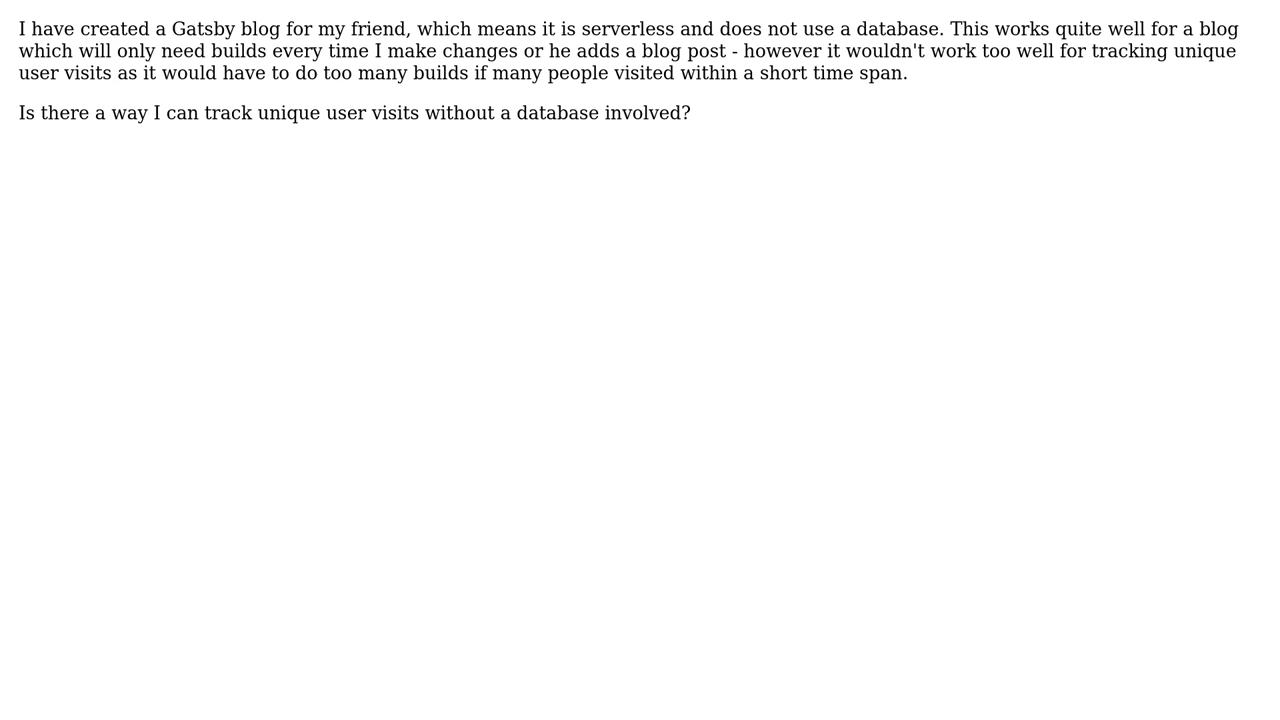 I have created a Gatsby blog for my friend, which means it is serverless and does not use a database. This works quite well for a blog
which will only need builds every time I make changes or he adds a blog post - however it wouldn't work too well for tracking unique
user visits as it would have to do too many builds if many people visited within a short time span.
Is there a way I can track unique user visits without a database involved?